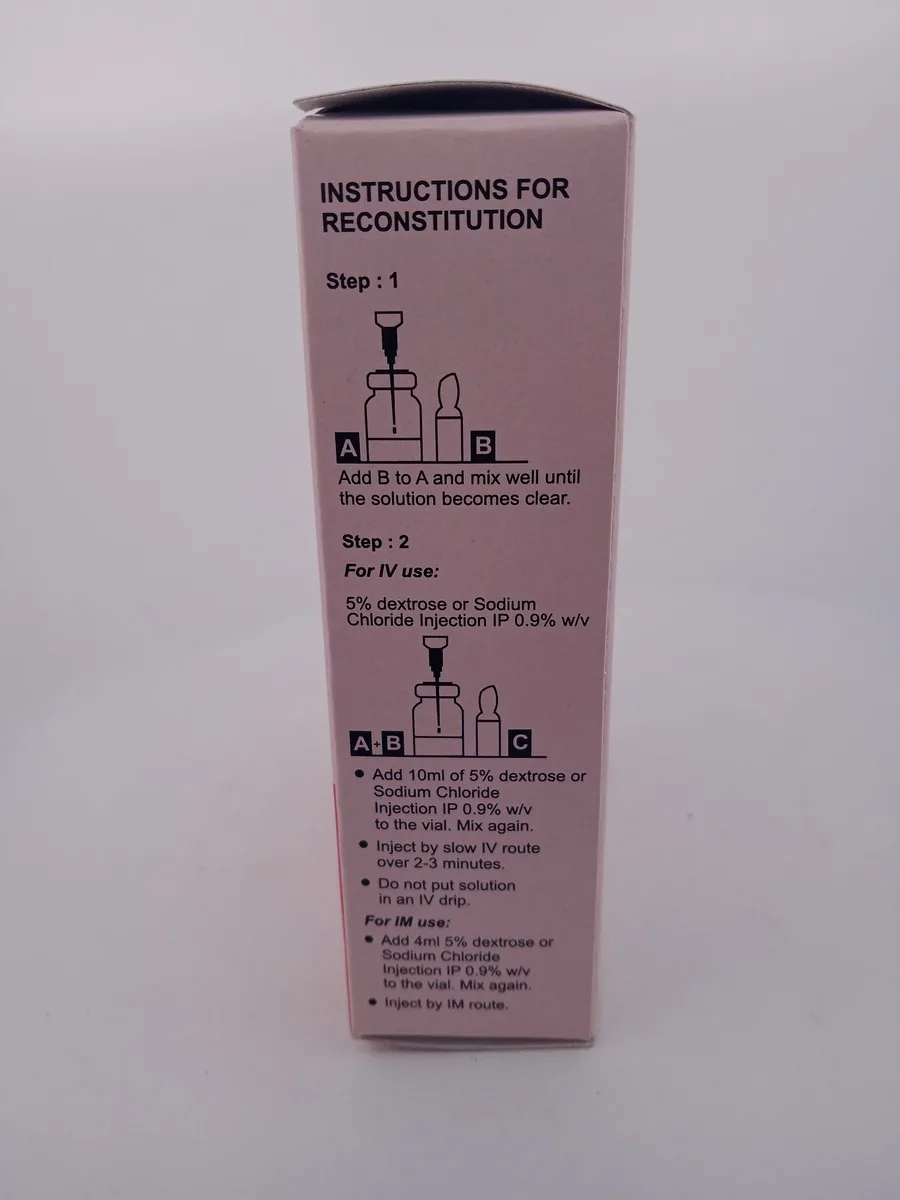 INSTRUCTIONS FOR
RECONSTITUTION
Step : 1
A
B
Add B to A and mix well until
the solution becomes clear.
Step : 2
For IV use:
5% dextrose or Sodium
Chloride Injection IP 0.9% w/v
A+B
C
● Add 10ml of 5% dextrose or
Sodium Chloride
Injection IP 0.9% w/v
to the vial. Mix again.
● Inject by slow IV route
over 2-3 minutes.
● Do not put solution
in an IV drip.
For IM use:
● Add 4ml 5% dextrose or
Sodium Chloride
Injection IP 0.9% w/v
to the vial. Mix again.
● Inject by IM route.